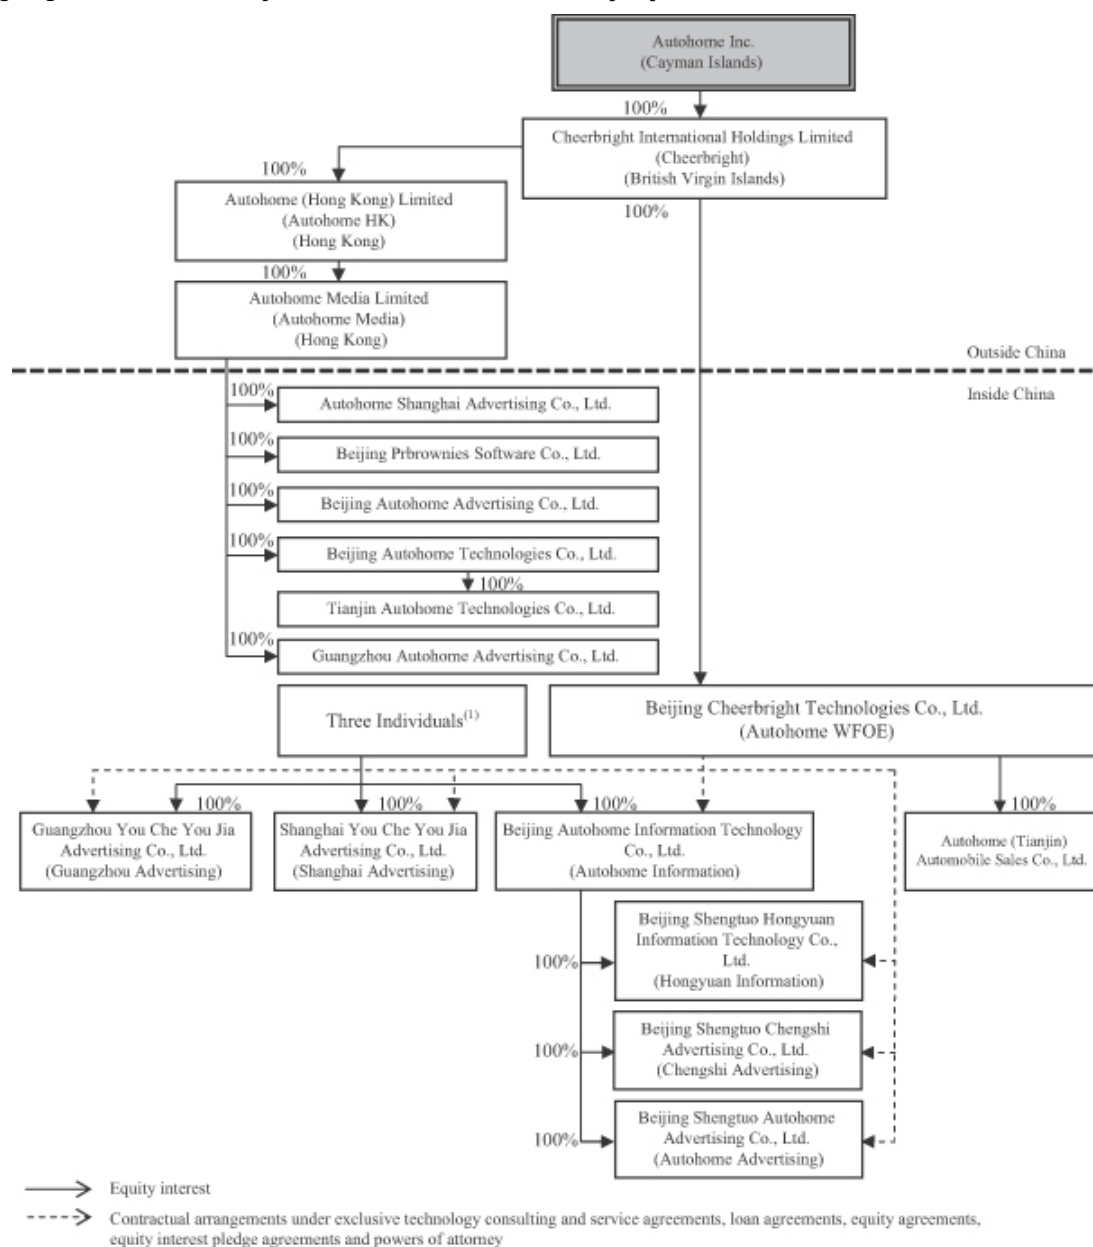 Autohome Inc.
(Cayman Islands)
100%
Cheerbright International Holdings Limited
(Cheerbright)
(British Virgin Islands)
100%
Autohome (Hong Kong) Limited
(Autohome HK)
(Hong Kong)
100%
100%
Autohome Media Limited
(Autohome Media)
(Hong Kong)
Outside China
Inside China
100%
Autohome Shanghai Advertising Co., Ltd.
100%
Beijing Prbrownies Software Co., Ltd.
100%
Beijing Autohome Advertising Co., Ltd.
100%
Beijing Autohome Technologies Co., Ltd.
100%
Tianjin Autohome Technologies Co., Ltd.
100%
Guangzhou Autohome Advertising Co., Ltd.
Three Individuals(1)
Beijing Cheerbright Technologies Co., Ltd.
(Autohome WFOE)
100%
100%
100%
100%
Guangzhou You Che You Jia
Advertising Co., Ltd.
(Guangzhou Advertising)
Shanghai You Che You Jia
Advertising Co., Ltd.
(Shanghai Advertising)
Beijing Autohome Information Technology
Co., Ltd.
(Autohome Information)
Autohome (Tianjin)
Automobile Sales Co., Ltd.
100%
Beijing Shengtuo Hongyuan
Information Technology Co.,
Ltd.
(Hongyuan Information)
100%
Beijing Shengtuo Chengshi
Advertising Co., Ltd.
(Chengshi Advertising)
100%
Beijing Shengtuo Autohome
Advertising Co., Ltd.
(Autohome Advertising)
Equity interest
Contractual arrangements under exclusive technology consulting and service agreements, loan agreements, equity agreements,
equity interest pledge agreements and powers of attorney